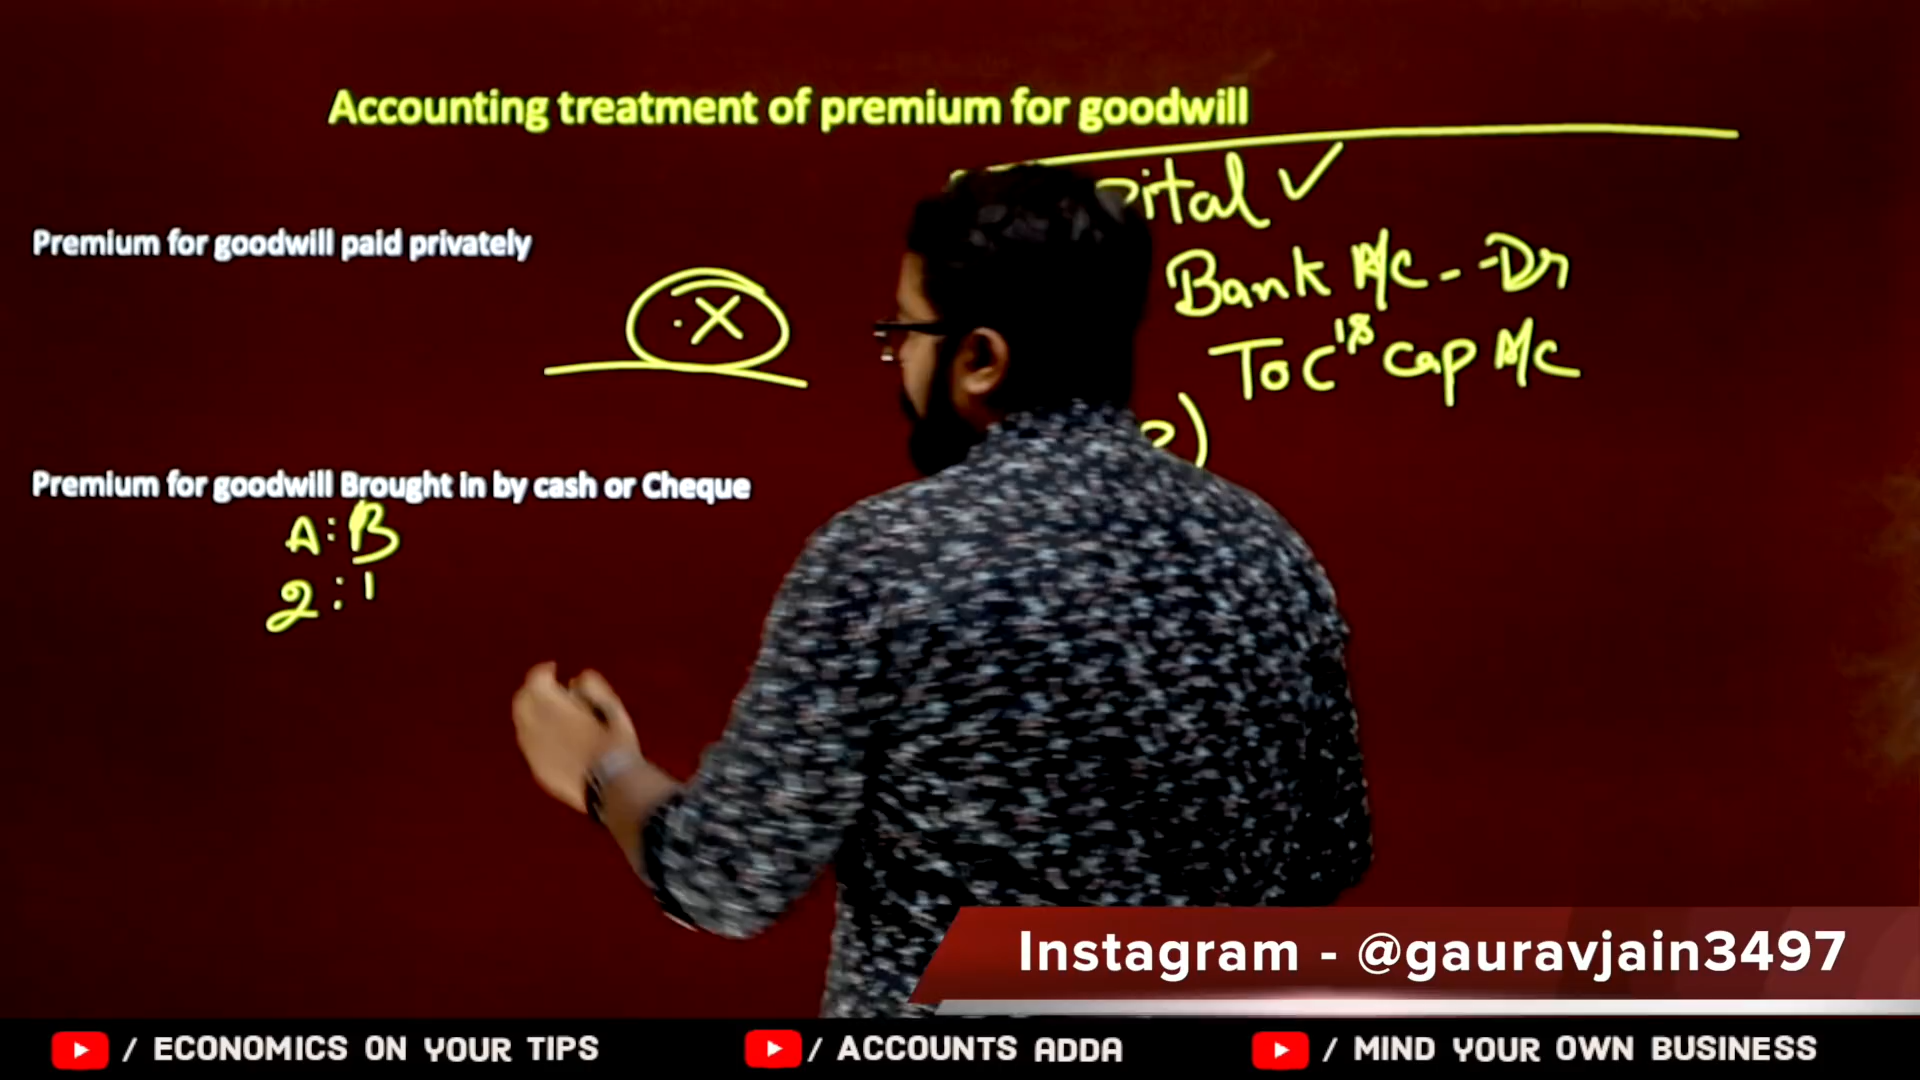 Accounting treatment of premium for goodwill
pital ✓
Premium for goodwill paid privately
Bank A/c - - Dr
X
To C's cap A/c
Premium for goodwill Brought in by cash or Cheque
A : B
2 : 1
Instagram - @gauravjain3497
/ ECONOMICS ON YOUR TIPS
/ ACCOUNTS ADDA
/ MIND YOUR OWN BUSINESS